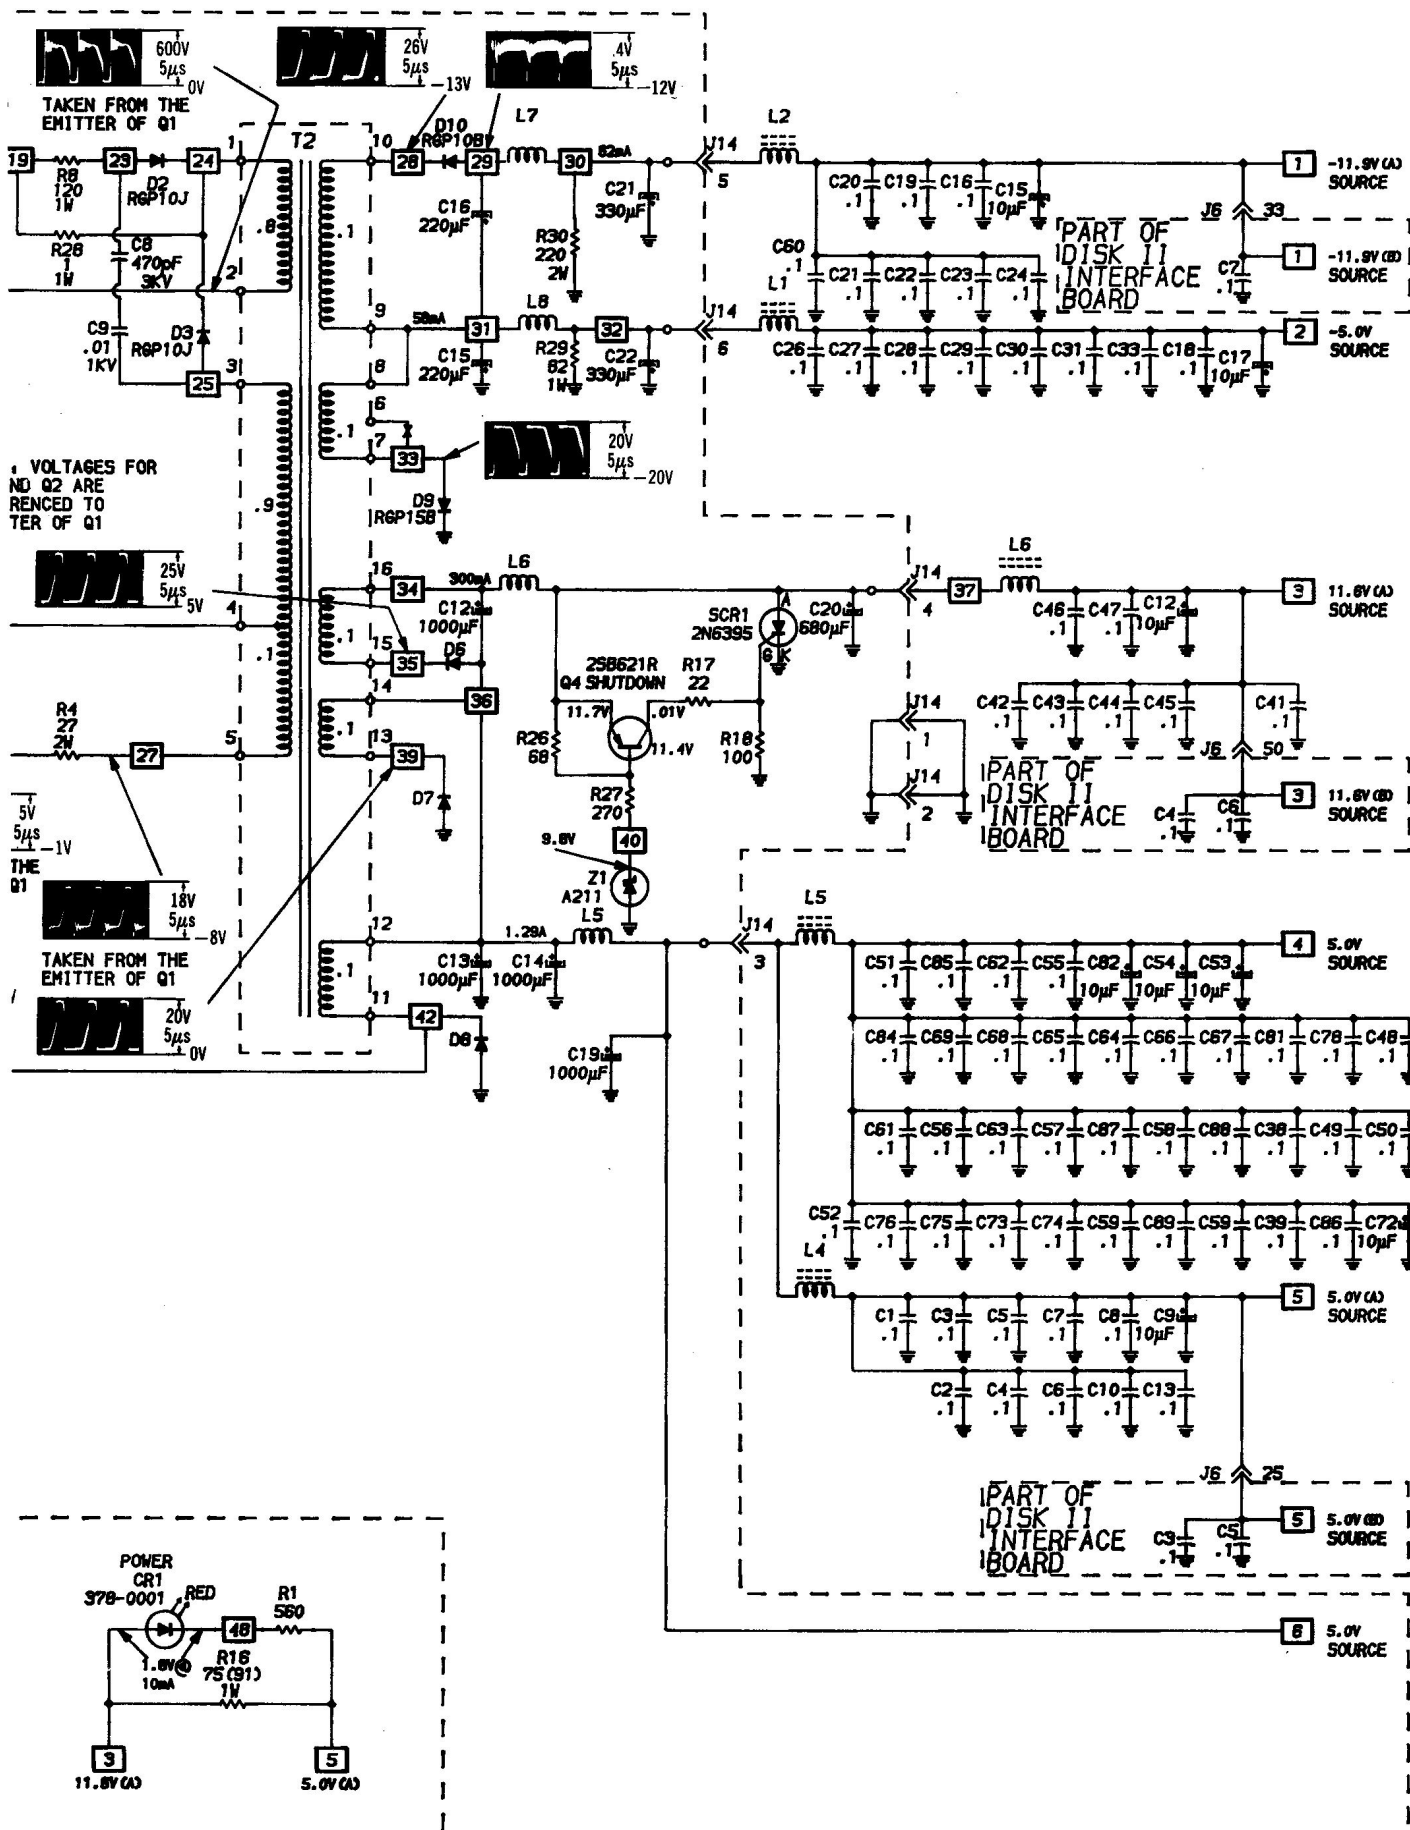 600V
5µs
0V
TAKEN FROM THE
EMITTER OF Q1
26V
5µs
-13V
.4V
5µs
-12V
19
R8
120
1W
23
D2
RGP10J
24
1
T2
10
28
D10
RGP10B
29
L7
30
82mA
C21
330µF
J14
5
L2
C20
.1
C19
.1
C16
.1
C15
10µF
1
-11.9V(A)
SOURCE
R28
1
1W
C8
470pF
3KV
.8
.1
C16
220µF
R30
220
2W
J6
33
PART OF
DISK II
INTERFACE
BOARD
C7
.1
1
-11.9V(B)
SOURCE
C60
.1
C21
.1
C22
.1
C23
.1
C24
.1
2
9
C9
.01
1KV
D3
RGP10J
25
3
58mA
31
L8
32
C15
220µF
R29
82
1W
C22
330µF
J14
6
L1
C26
.1
C27
.1
C28
.1
C29
.1
C30
.1
C31
.1
C33
.1
C18
.1
C17
10µF
2
-5.0V
SOURCE
8
6
7
.1
33
20V
5µs
-20V
D9
RGP15B
VOLTAGES FOR
ND Q2 ARE
RENCED TO
TER OF Q1
.9
25V
5µs
5V
4
.1
16
34
300mA
L6
C12
1000µF
.1
15
35
D6
36
SCR1
2N6395
A
G
K
C20
680µF
J14
4
37
L6
C46
.1
C47
.1
C12
10µF
3
11.8V(A)
SOURCE
2SB621R
Q4 SHUTDOWN
11.7V
.01V
11.4V
R17
22
R26
68
R18
100
J14
1
J14
2
C42
.1
C43
.1
C44
.1
C45
.1
C41
.1
J6
50
PART OF
DISK II
INTERFACE
BOARD
C4
.1
C6
.1
3
11.8V(B)
SOURCE
14
.1
13
39
D7
R4
27
2W
27
5
R27
270
40
9.8V
Z1
A211
5V
5µs
-1V
THE
Q1
18V
5µs
-8V
TAKEN FROM THE
EMITTER OF Q1
20V
5µs
0V
12
.1
11
42
D8
1.29A
L5
C13
1000µF
C14
1000µF
C19
1000µF
J14
3
L5
C51
.1
C85
.1
C62
.1
C55
.1
C82
10µF
C54
10µF
C53
10µF
4
5.0V
SOURCE
C84
.1
C69
.1
C68
.1
C65
.1
C64
.1
C66
.1
C67
.1
C81
.1
C78
.1
C48
.1
C61
.1
C56
.1
C63
.1
C57
.1
C87
.1
C58
.1
C88
.1
C38
.1
C49
.1
C50
.1
C52
.1
C76
.1
C75
.1
C73
.1
C74
.1
C59
.1
C89
.1
C59
.1
C39
.1
C86
.1
C72
10µF
L4
C1
.1
C3
.1
C5
.1
C7
.1
C8
.1
C9
10µF
5
5.0V(A)
SOURCE
C2
.1
C4
.1
C6
.1
C10
.1
C13
.1
J6
25
PART OF
DISK II
INTERFACE
BOARD
C3
.1
C5
.1
5
5.0V(B)
SOURCE
6
5.0V
SOURCE
POWER
CR1
378-0001
RED
48
R1
560
1.8V@
10mA
R16
75(91)
1W
3
11.8V(A)
5
5.0V(A)